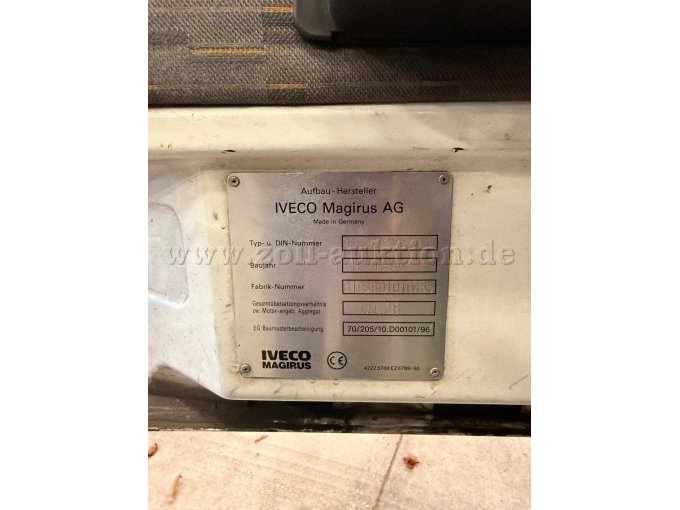 Aufbau - Hersteller
IVECO Magirus AG
Made in Germany
Typ- u. DIN-Nummer
© www.zoll-auktion.de
Baujahr
Fabrik-Nummer
Gesamtübersetzungsverhältnis
zw. Motor-angetr. Aggregat
EG Baumusterbescheinigung 70/205/10.D00101/96
IVECO
MAGIRUS
CE